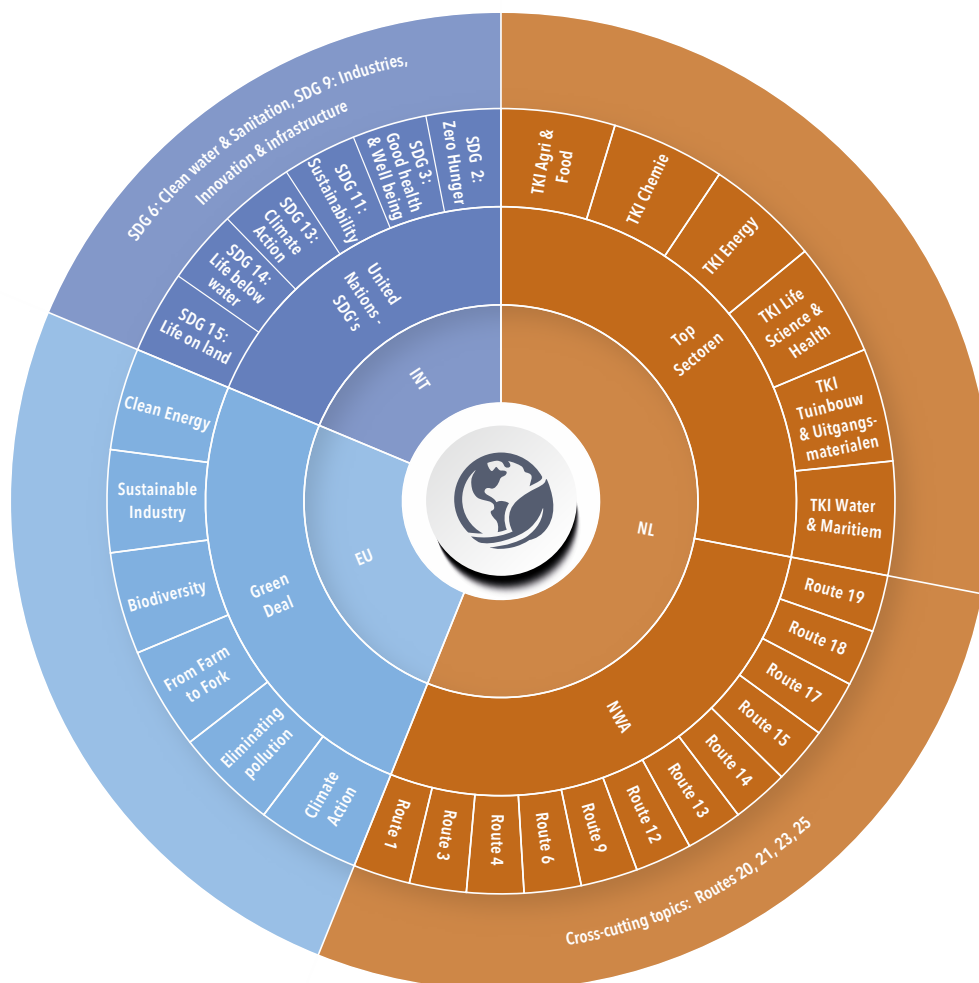 SDG 6: Clean water & Sanitation, SDG 9: Industries,
Innovation & infrastructure
SDG 2:
Zero Hunger
SDG 3:
Good health
& Well being
SDG 11:
Sustainability
SDG 13:
Climate
Action
SDG 14:
Life below
water
SDG 15:
Life on land
United
Nations -
SDG's
INT
TKI Agri &
Food
TKI Chemie
TKI Energy
TKI Life
Science &
Health
TKI
Tuinbouw
& Uitgangs-
materialen
TKI Water
& Maritiem
Top
Sectoren
NL
Clean Energy
Sustainable
Industry
Biodiversity
From Farm
to Fork
Eliminating
pollution
Climate
Action
Green
Deal
EU
NWA
Route 19
Route 18
Route 17
Route 15
Route 14
Route 13
Route 12
Route 9
Route 6
Route 4
Route 3
Route 1
Cross-cutting topics: Routes 20, 21, 23, 25